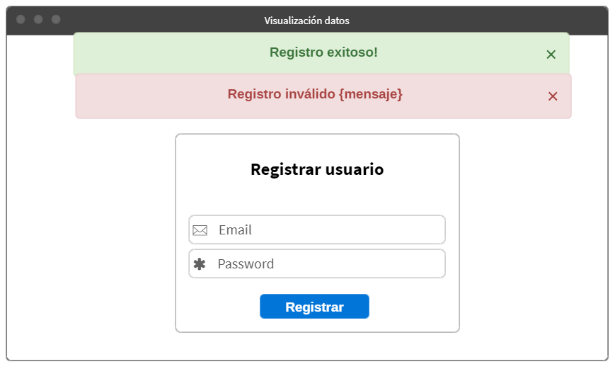 Visualización datos
Registro exitoso!
×
Registro inválido {mensaje}
×
Registrar usuario
Email
Password
Registrar